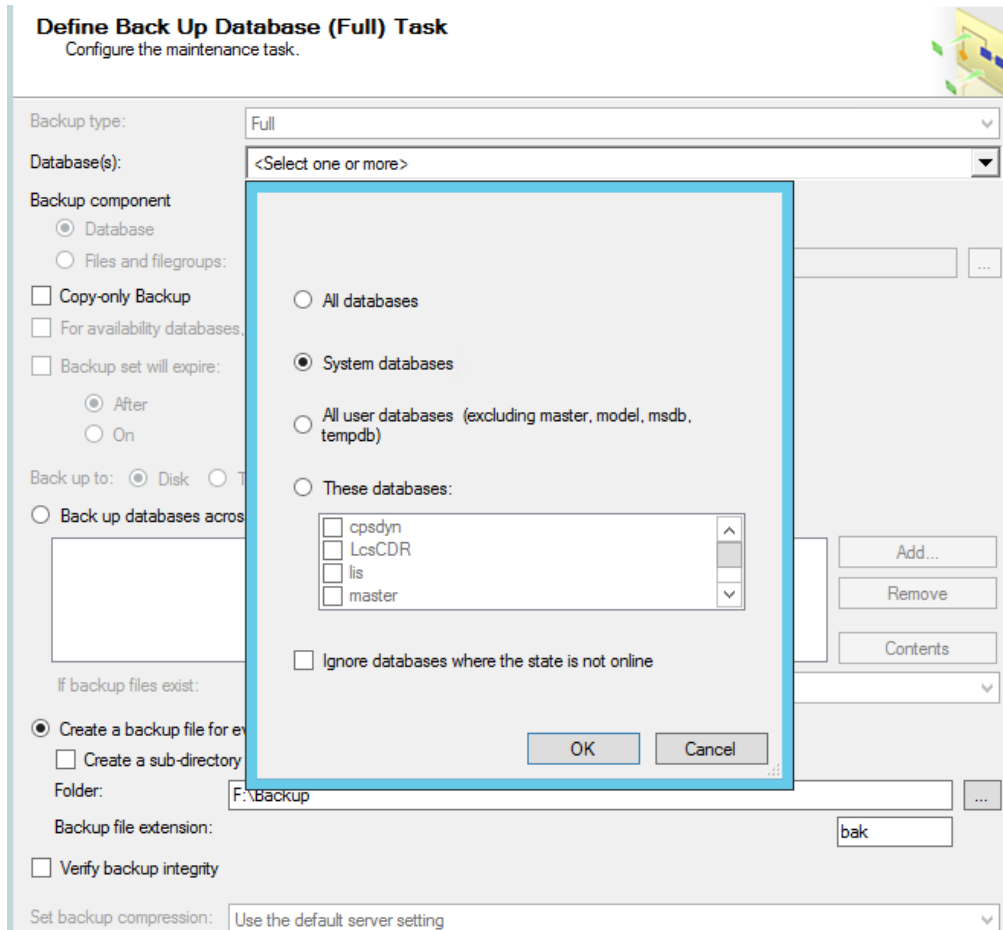 Define Back Up Database (Full) Task
Configure the maintenance task.
Backup type:
Full
Database(s):
<Select one or more>
Backup component
Database
Files and filegroups:
...
Copy-only Backup
For availability databases,
Backup set will expire:
After
On
Back up to:
Disk
T
Back up databases acros
Add...
Remove
Contents
If backup files exist:
Create a backup file for ev
Create a sub-directory
Folder:
F:\Backup
...
Backup file extension:
bak
Verify backup integrity
Set backup compression:
Use the default server setting
All databases
System databases
All user databases (excluding master, model, msdb,
tempdb)
These databases:
cpsdyn
LcsCDR
lis
master
Ignore databases where the state is not online
OK
Cancel